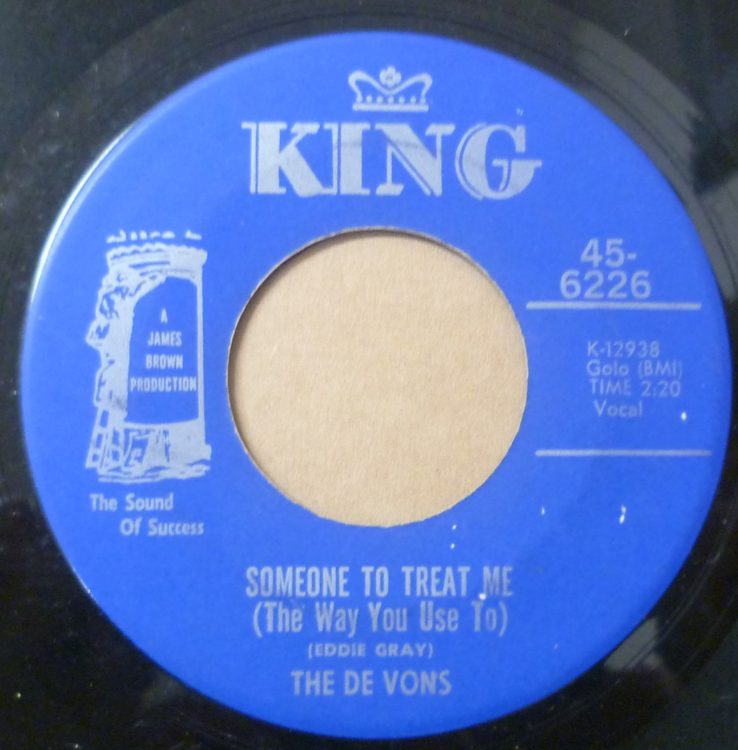 KING
45-
6226
K-12938
Golo (BMI)
TIME 2:20
Vocal
A
JAMES
BROWN
PRODUCTION
The Sound
Of Success
SOMEONE TO TREAT ME
(The Way You Use To)
(EDDIE GRAY)
THE DE VONS